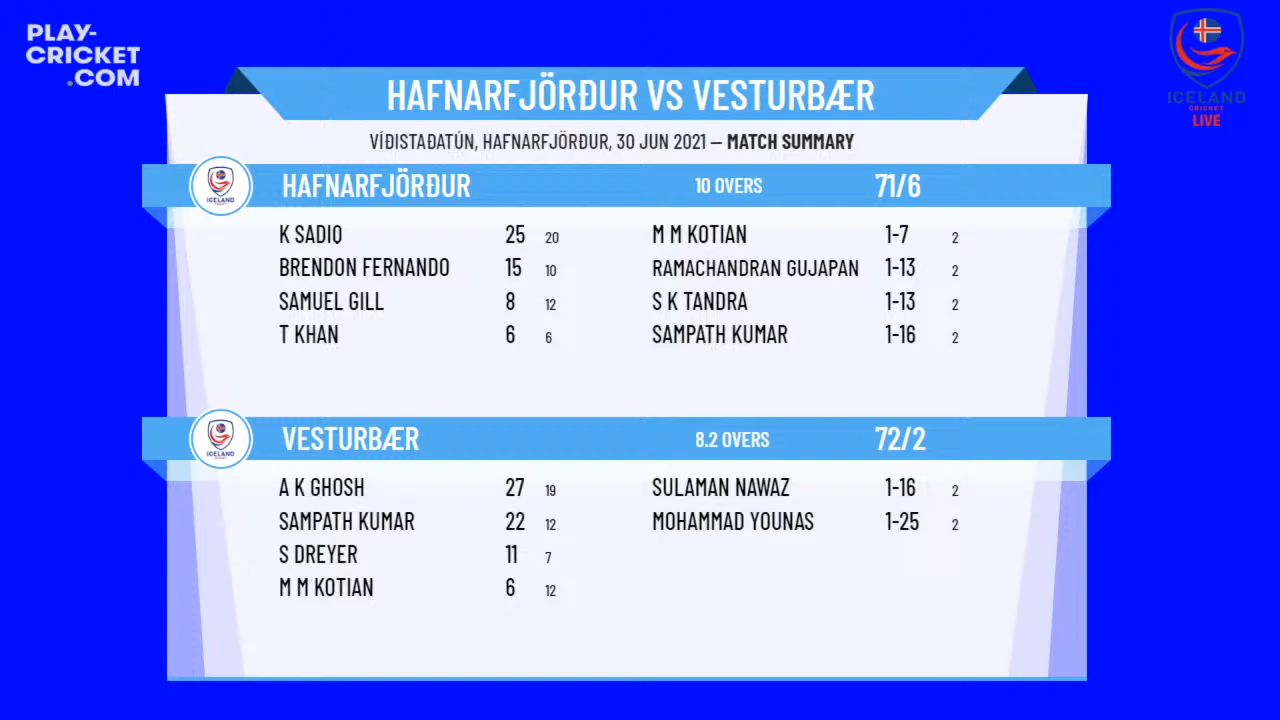 PLAY-
CRICKET
.COM
ICELAND
CRICKET
LIVE
HAFNARFJÖRÐUR VS VESTURBÆR
VÍÐISTAÐATÚN, HAFNARFJÖRÐUR, 30 JUN 2021 – MATCH SUMMARY
ICELAND
HAFNARFJÖRÐUR 10 OVERS 71/6
K SADIQ 25 20 M M KOTIAN 1-7 2
BRENDON FERNANDO 15 10 RAMACHANDRAN GUJAPAN 1-13 2
SAMUEL GILL 8 12 S K TANDRA 1-13 2
T KHAN 6 6 SAMPATH KUMAR 1-16 2
ICELAND
VESTURBÆR 8.2 OVERS 72/2
A K GHOSH 27 19 SULAMAN NAWAZ 1-16 2
SAMPATH KUMAR 22 12 MOHAMMAD YOUNAS 1-25 2
S DREYER 11 7
M M KOTIAN 6 12